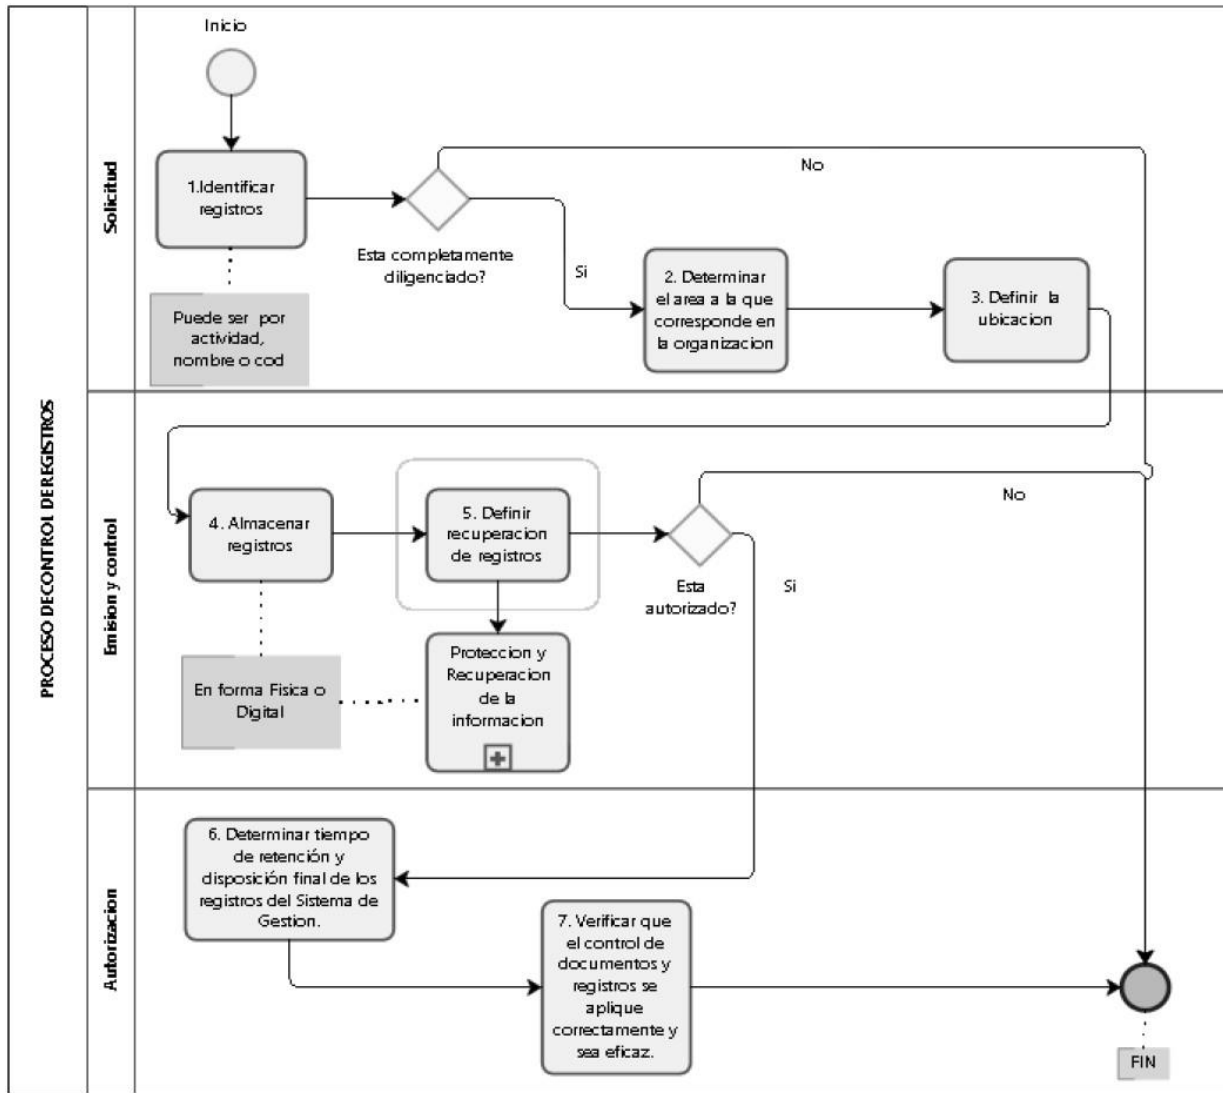 PROCESO DECONTROL DEREGISTROS
Solicitud
Inicio
1.Identificar
registros
Puede ser por
actividad,
nombre o cod
Esta completamente
diligenciado?
No
Si
2. Determinar
el area a la que
corresponde en
la organizacion
3. Definir la
ubicacion
Emision y control
4. Almacenar
registros
En forma Fisica o
Digital
5. Definir
recuperacion
de registros
Proteccion y
Recuperacion
de la
informacion
Esta
autorizado?
No
Si
Autorizacion
6. Determinar tiempo
de retención y
disposición final de los
registros del Sistema de
Gestion.
7. Verificar que
el control de
documentos y
registros se
aplique
correctamente y
sea eficaz.
FIN